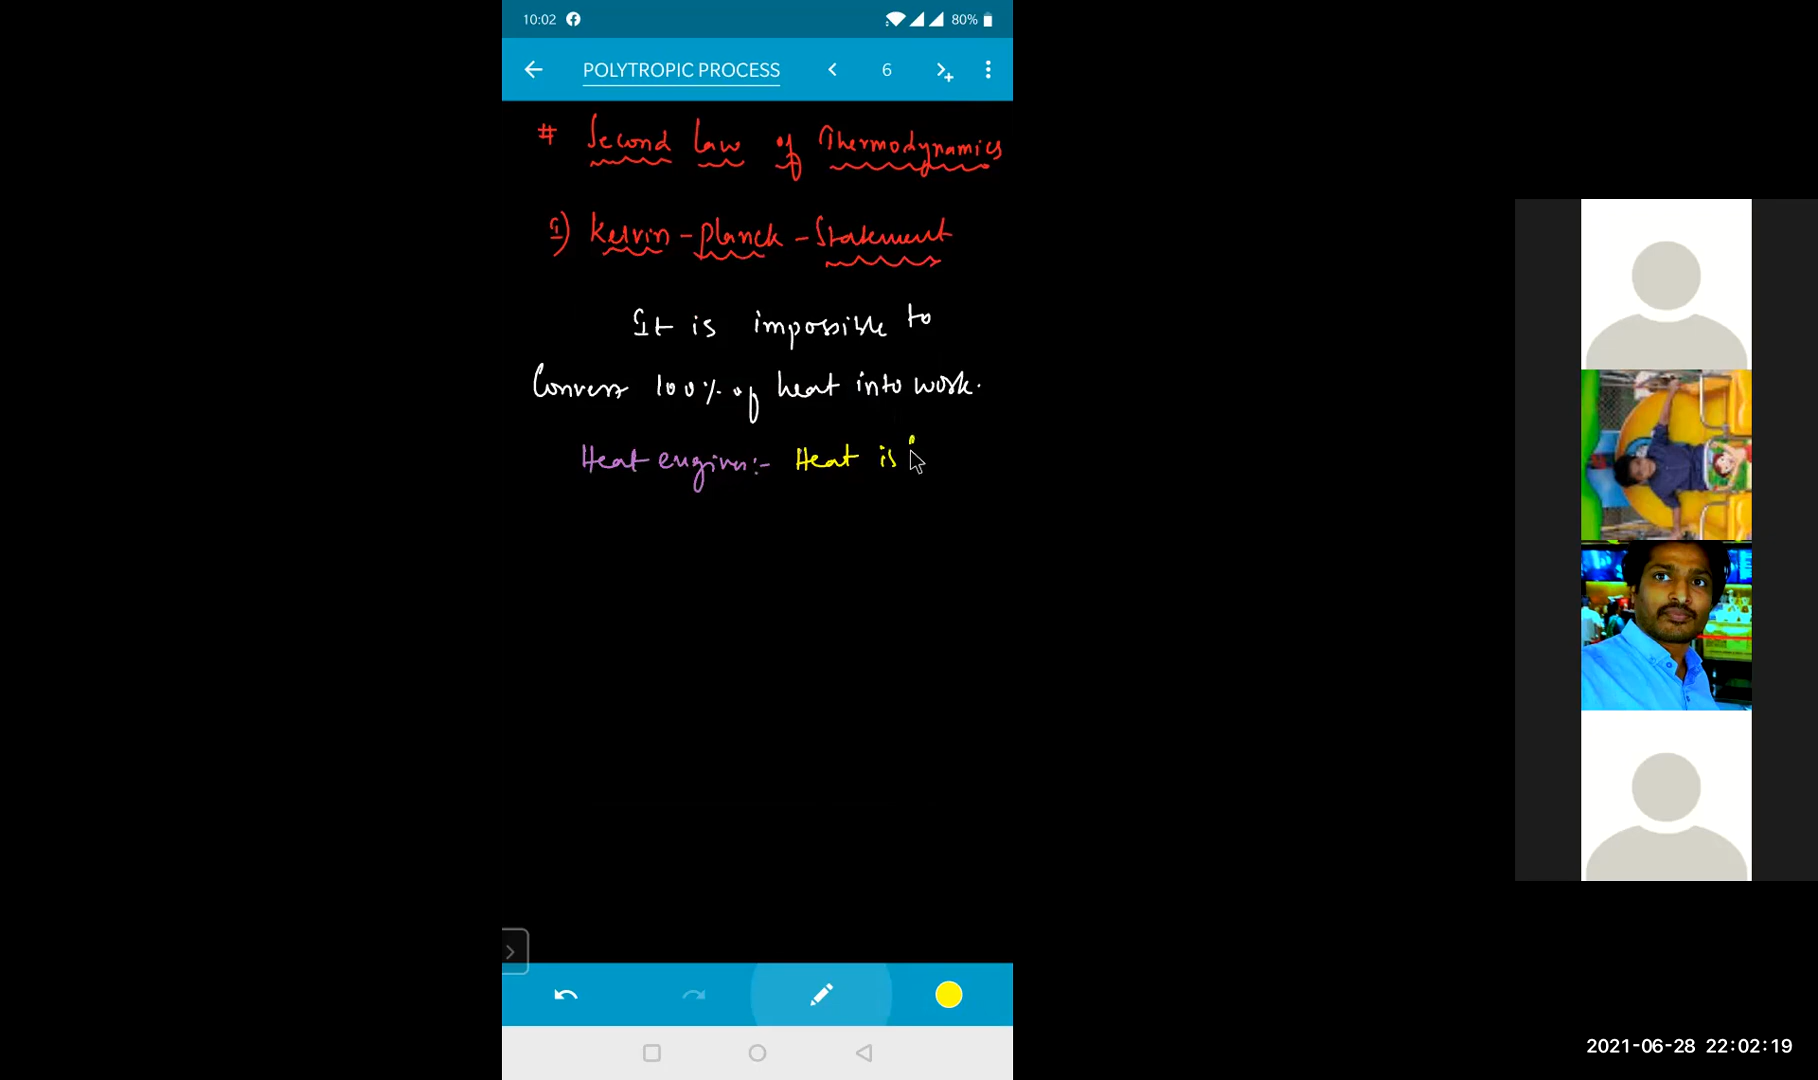 10:02 80%
POLYTROPIC PROCESS 6
# Second Law of Thermodynamics
1) Kelvin - Planck - Statement
It is impossible to
Convert 100% of heat into work.
Heat engine:- Heat is
2021-06-28 22:02:19